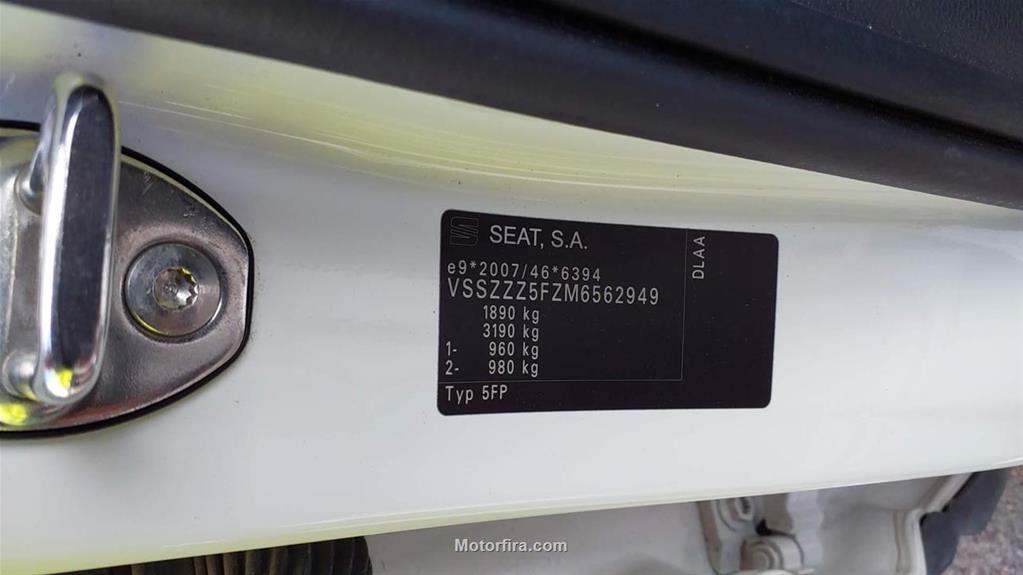 SEAT, S.A.
e9*2007/46*6394
VSSZZZ5FZM6562949
1890 kg
3190 kg
1- 960 kg
2- 980 kg
Typ 5FP
DLAA
Motorfira.com